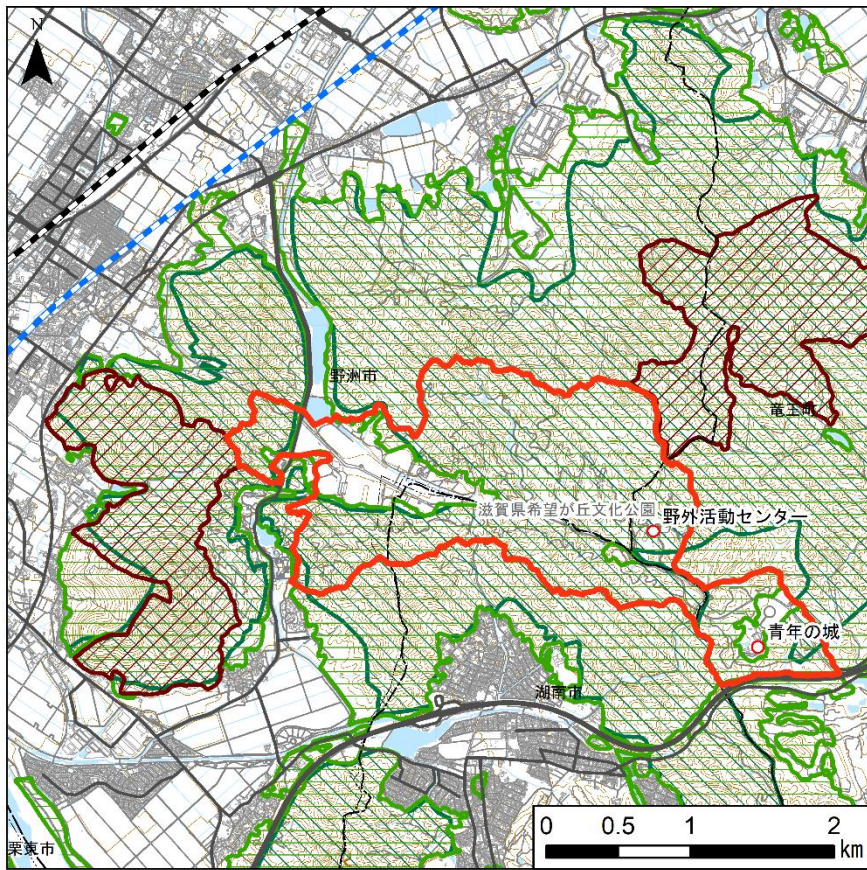 N
野洲市
竜王町
滋賀県希望が丘文化公園
野外活動センター
青年の城
湖南市
栗東市
0 0.5 1 2
km